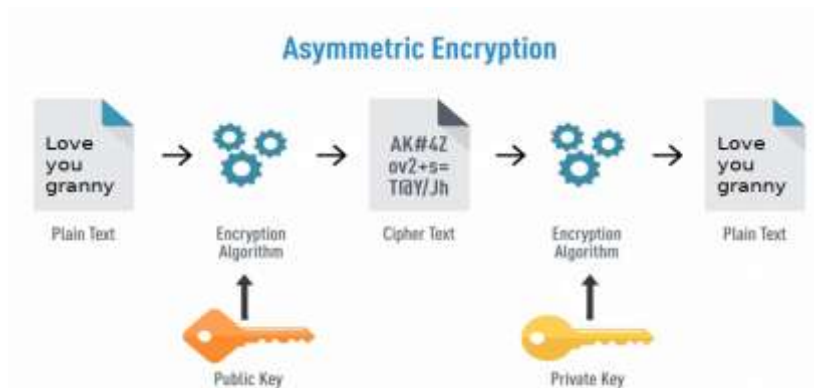 Asymmetric Encryption
Love
you
granny
AK#4Z
ov2+s=
T@Y/Jh
Love
you
granny
Plain Text
Encryption
Algorithm
Cipher Text
Encryption
Algorithm
Plain Text
Public Key
Private Key